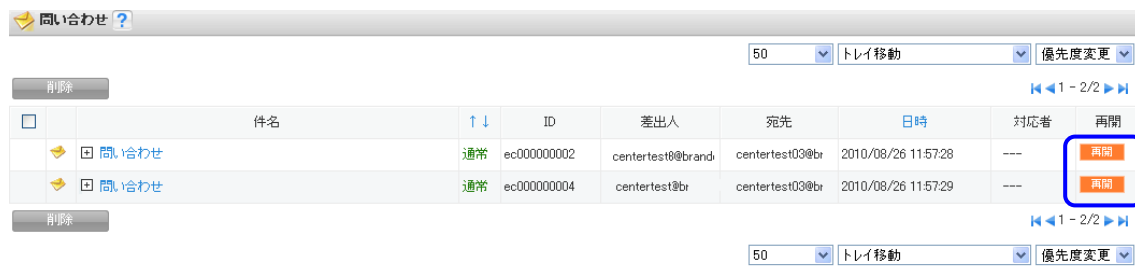 問い合わせ ?
50 トレイ移動 優先度変更
削除 1 - 2/2
件名 ↑↓ ID 差出人 宛先 日時 対応者 再開
問い合わせ 通常 ec000000002 centertest8@brand centertest03@br 2010/08/26 11:57:28 --- 再開
問い合わせ 通常 ec000000004 centertest@br centertest03@br 2010/08/26 11:57:29 --- 再開
削除 1 - 2/2
50 トレイ移動 優先度変更